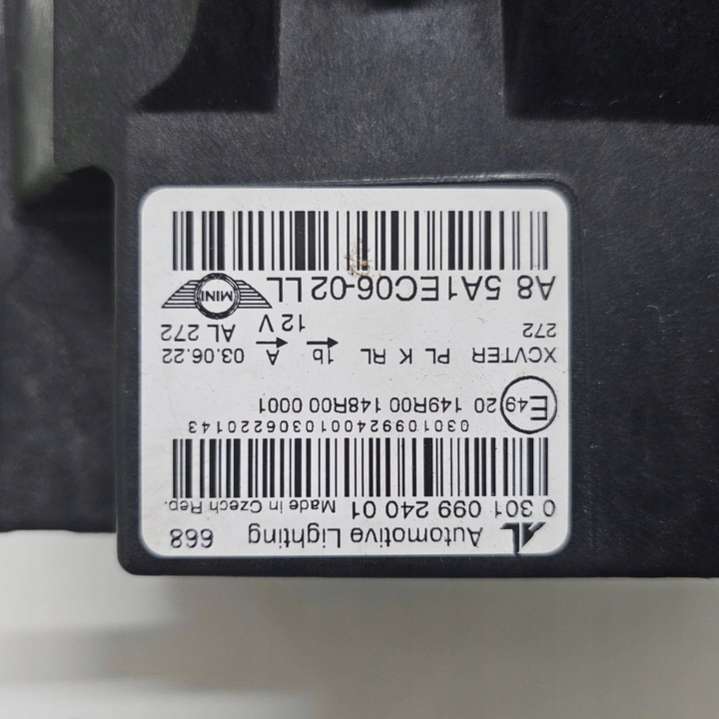 AL Automotive Lighting 668
0 301 099 240 01 Made in Czech Rep.
0301099240010306220143
E49 20 149R00 148R00 0001
XCVTER PL K RL 1b A 03.06.22
272 12 V AL 272
A8 5A1EC06-02 LL MINI